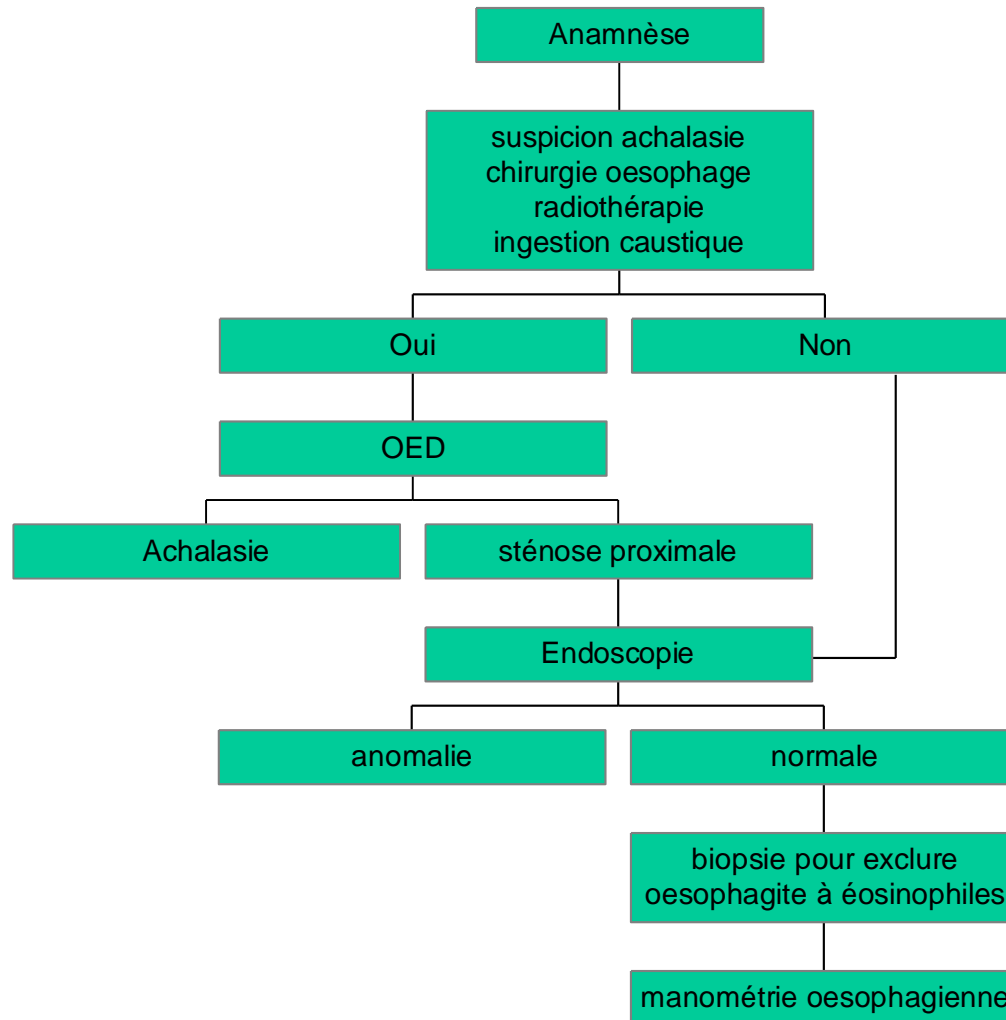 Anamnèse
suspicion achalasie
chirurgie oesophage
radiothérapie
ingestion caustique
Oui
Non
OED
Achalasie
sténose proximale
Endoscopie
anomalie
normale
biopsie pour exclure
oesophagite à éosinophiles
manométrie oesophagienne